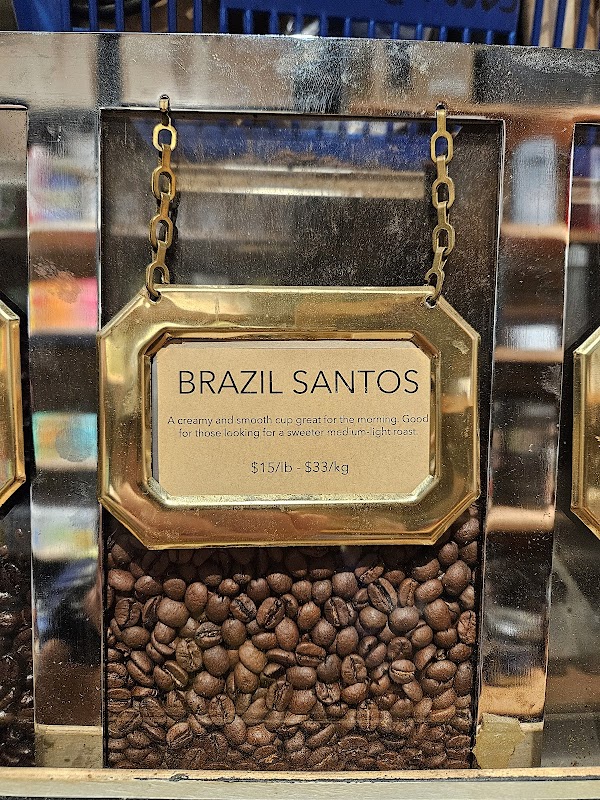 BRAZIL SANTOS
A creamy and smooth cup great for the morning. Good
for those looking for a sweeter medium-light roast.
$15/lb - $33/kg